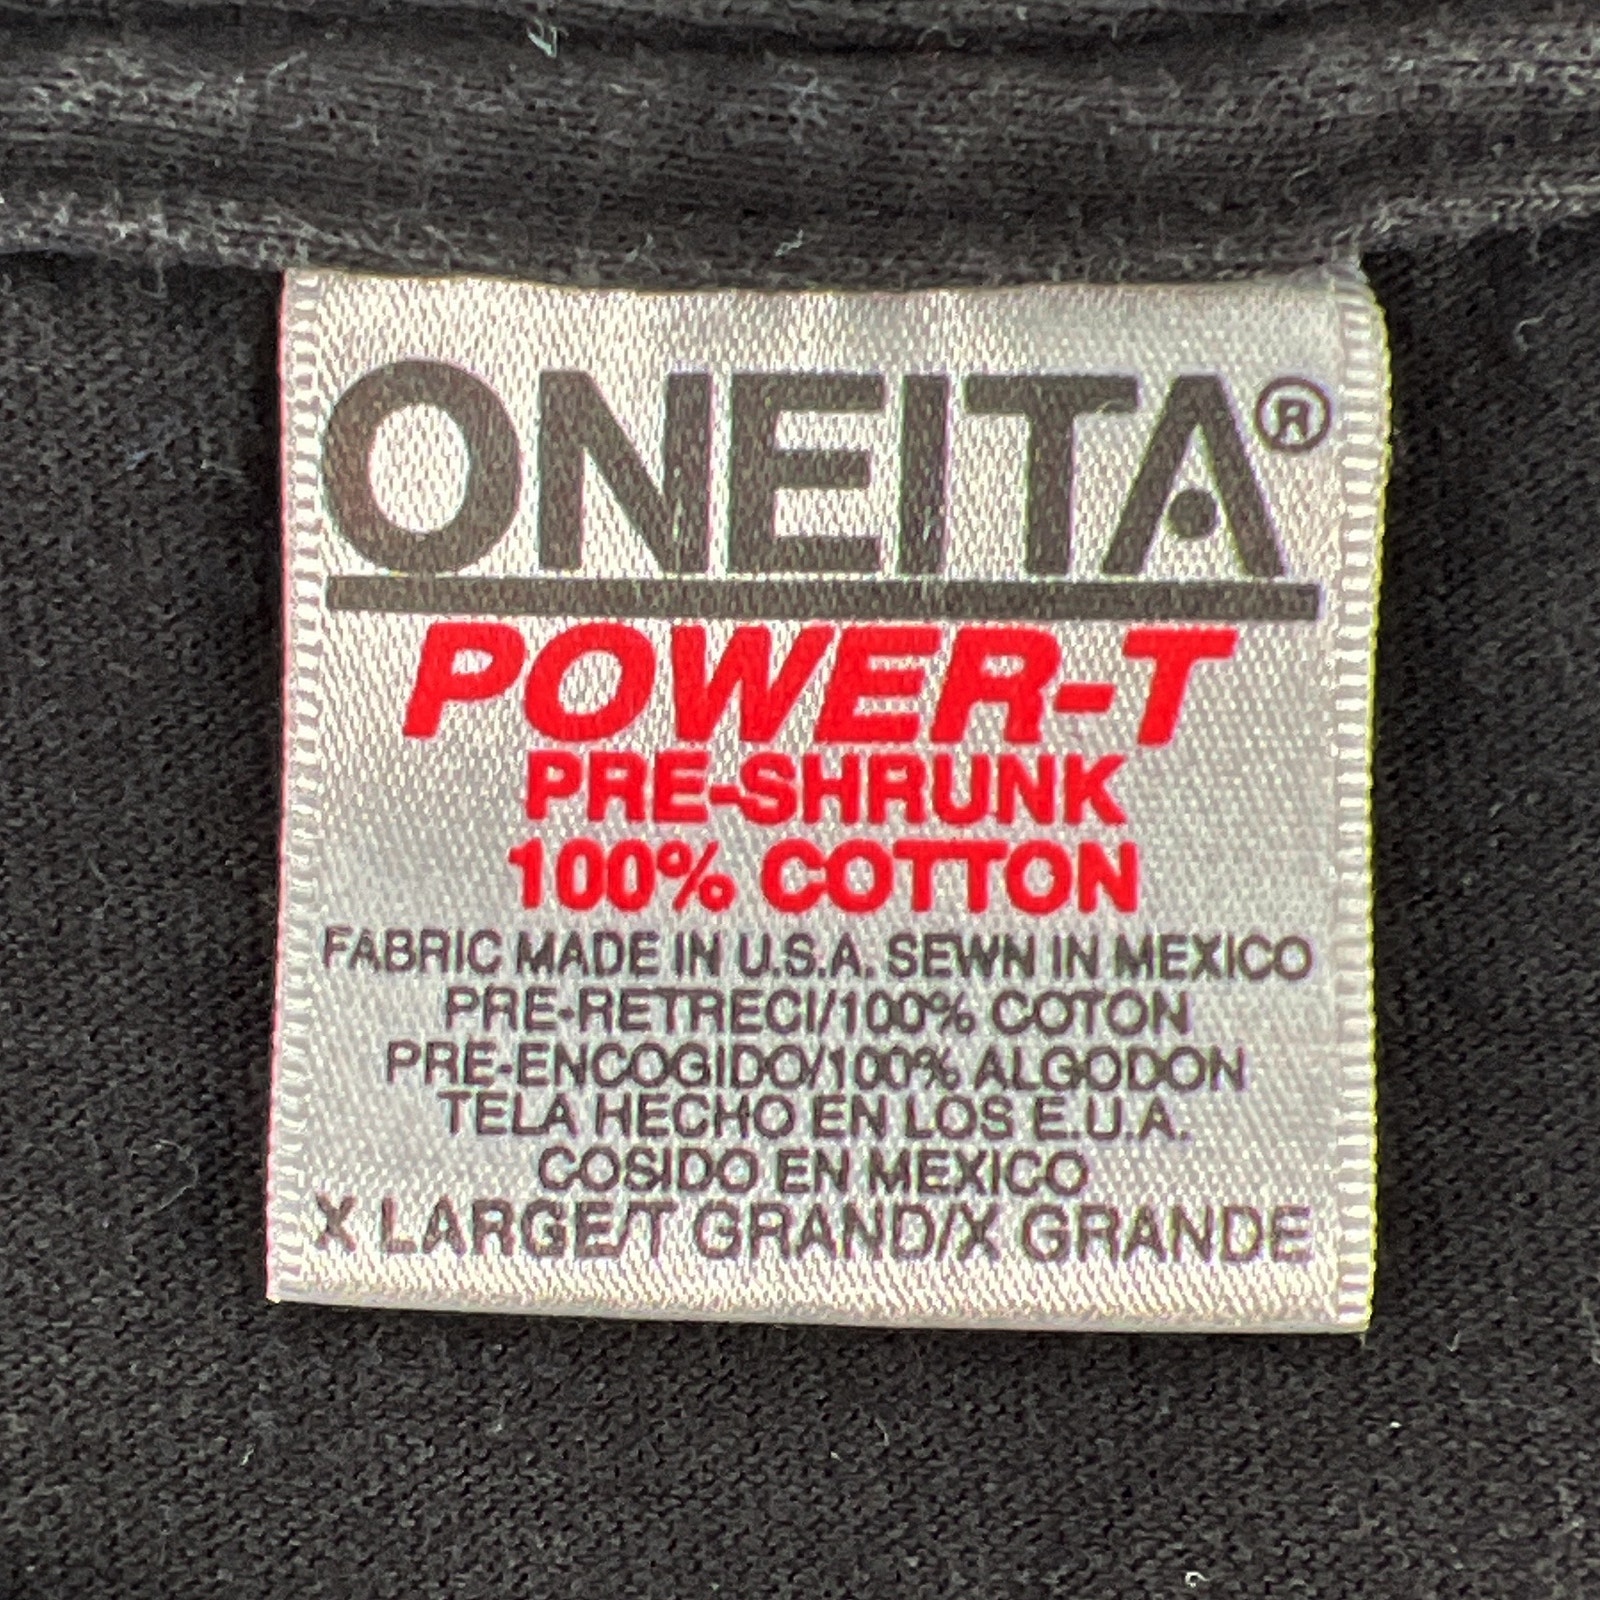 ONEITA®
POWER-T
PRE-SHRUNK
100% COTTON
FABRIC MADE IN U.S.A. SEWN IN MEXICO
PRE-RETRECI/100% COTON
PRE-ENCOGIDO/100% ALGODON
TELA HECHO EN LOS E.U.A.
COSIDO EN MEXICO
X LARGE/T GRAND/X GRANDE